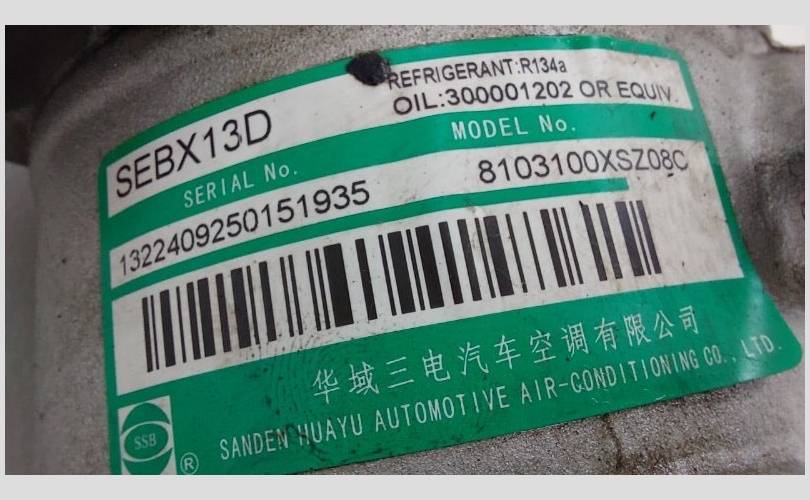 REFRIGERANT:R134a
OIL:300001202 OR EQUIV.
SEBX13D
MODEL No.
SERIAL No.
8103100XSZ08C
1322409250151935
华域三电汽车空调有限公司
SANDEN HUAYU AUTOMOTIVE AIR-CONDITIONING CO., LTD.
SSB
®